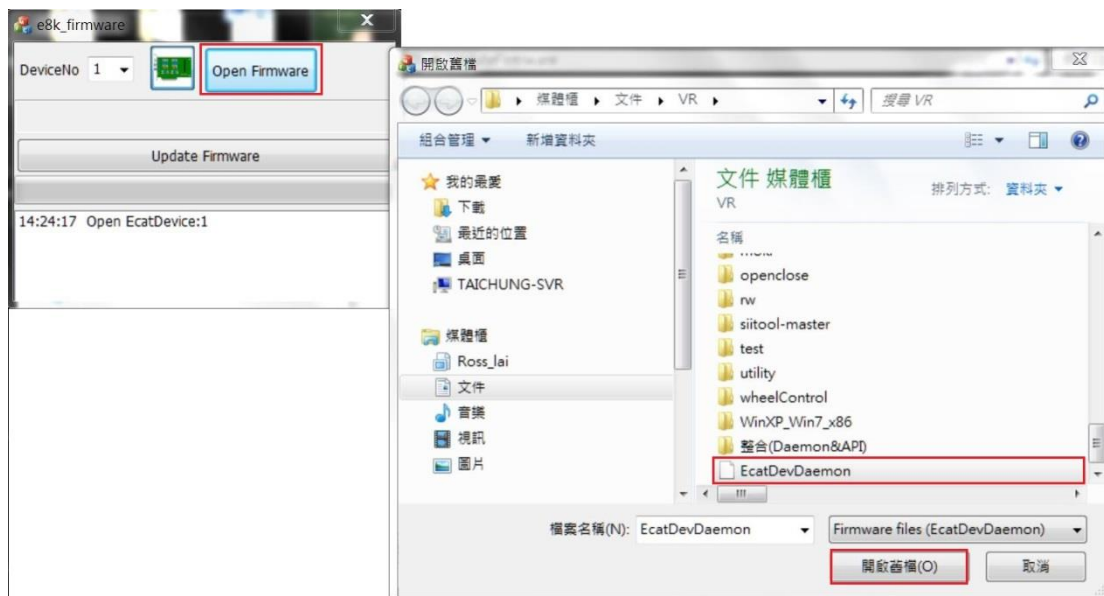 e8k_firmware
X
DeviceNo 1
Open Firmware
Update Firmware
14:24:17 Open EcatDevice:1
開啟舊檔
媒體櫃 ▸ 文件 ▸ VR ▸
搜尋 VR
組合管理
新增資料夾
我的最愛
下載
最近的位置
桌面
TAICHUNG-SVR
媒體櫃
Ross_lai
文件
音樂
視訊
圖片
文件 媒體櫃
VR
排列方式: 資料夾
名稱
openclose
rw
siitool-master
test
utility
wheelControl
WinXP_Win7_x86
整合(Daemon&API)
EcatDevDaemon
檔案名稱(N): EcatDevDaemon
Firmware files (EcatDevDaemon)
開啟舊檔(O)
取消